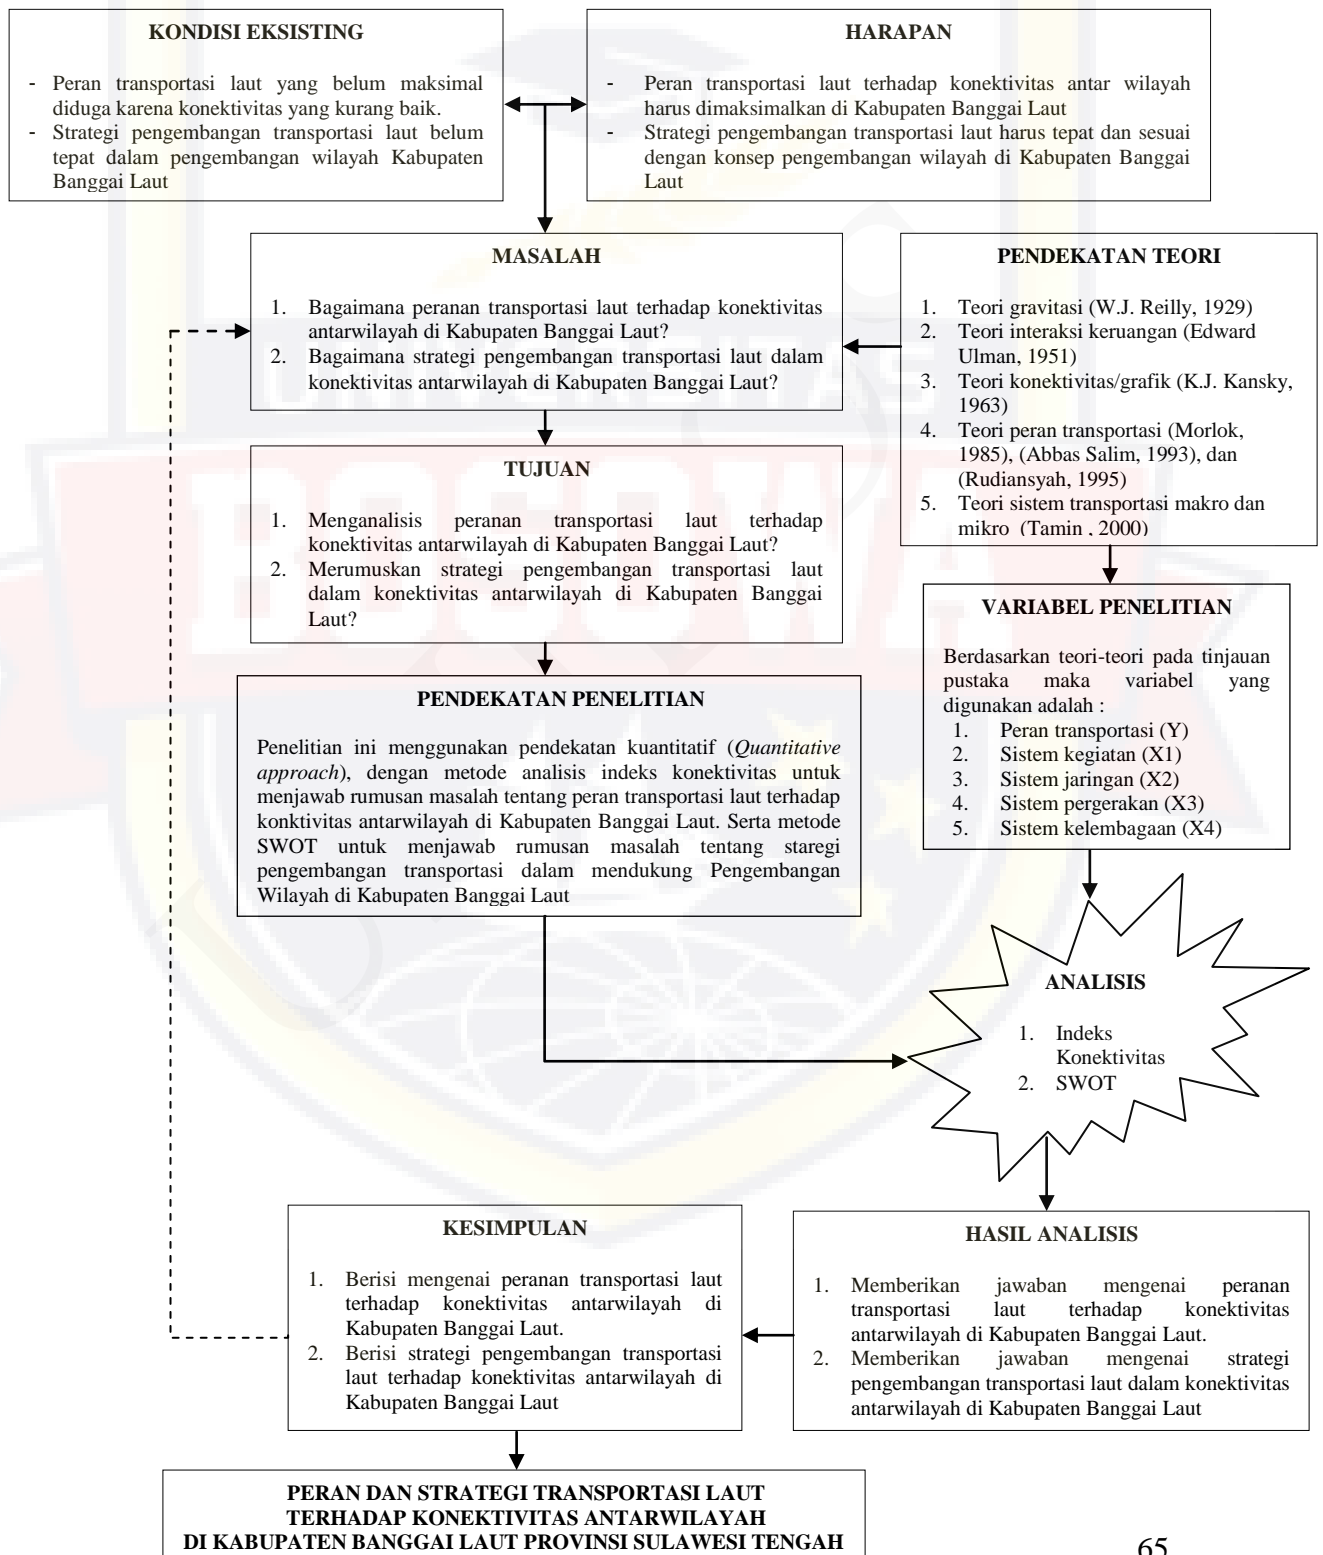 KONDISI EKSISTING
- Peran transportasi laut yang belum maksimal
diduga karena konektivitas yang kurang baik.
- Strategi pengembangan transportasi laut belum
tepat dalam pengembangan wilayah Kabupaten
Banggai Laut
HARAPAN
- Peran transportasi laut terhadap konektivitas antar wilayah
harus dimaksimalkan di Kabupaten Banggai Laut
- Strategi pengembangan transportasi laut harus tepat dan sesuai
dengan konsep pengembangan wilayah di Kabupaten Banggai
Laut
MASALAH
1. Bagaimana peranan transportasi laut terhadap konektivitas
antarwilayah di Kabupaten Banggai Laut?
2. Bagaimana strategi pengembangan transportasi laut dalam
konektivitas antarwilayah di Kabupaten Banggai Laut?
PENDEKATAN TEORI
1. Teori gravitasi (W.J. Reilly, 1929)
2. Teori interaksi keruangan (Edward
Ulman, 1951)
3. Teori konektivitas/grafik (K.J. Kansky,
1963)
4. Teori peran transportasi (Morlok,
1985), (Abbas Salim, 1993), dan
(Rudiansyah, 1995)
5. Teori sistem transportasi makro dan
mikro (Tamin , 2000)
TUJUAN
1. Menganalisis peranan transportasi laut terhadap
konektivitas antarwilayah di Kabupaten Banggai Laut?
2. Merumuskan strategi pengembangan transportasi laut
dalam konektivitas antarwilayah di Kabupaten Banggai
Laut?
VARIABEL PENELITIAN
Berdasarkan teori-teori pada tinjauan
pustaka maka variabel yang
digunakan adalah :
1. Peran transportasi (Y)
2. Sistem kegiatan (X1)
3. Sistem jaringan (X2)
4. Sistem pergerakan (X3)
5. Sistem kelembagaan (X4)
PENDEKATAN PENELITIAN
Penelitian ini menggunakan pendekatan kuantitatif (Quantitative
approach), dengan metode analisis indeks konektivitas untuk
menjawab rumusan masalah tentang peran transportasi laut terhadap
konktivitas antarwilayah di Kabupaten Banggai Laut. Serta metode
SWOT untuk menjawab rumusan masalah tentang staregi
pengembangan transportasi dalam mendukung Pengembangan
Wilayah di Kabupaten Banggai Laut
ANALISIS
1. Indeks
Konektivitas
2. SWOT
KESIMPULAN
1. Berisi mengenai peranan transportasi laut
terhadap konektivitas antarwilayah di
Kabupaten Banggai Laut.
2. Berisi strategi pengembangan transportasi
laut terhadap konektivitas antarwilayah di
Kabupaten Banggai Laut
HASIL ANALISIS
1. Memberikan jawaban mengenai peranan
transportasi laut terhadap konektivitas
antarwilayah di Kabupaten Banggai Laut.
2. Memberikan jawaban mengenai strategi
pengembangan transportasi laut dalam konektivitas
antarwilayah di Kabupaten Banggai Laut
PERAN DAN STRATEGI TRANSPORTASI LAUT
TERHADAP KONEKTIVITAS ANTARWILAYAH
DI KABUPATEN BANGGAI LAUT PROVINSI SULAWESI TENGAH
65
UNIVERSITAS
BOSOWA